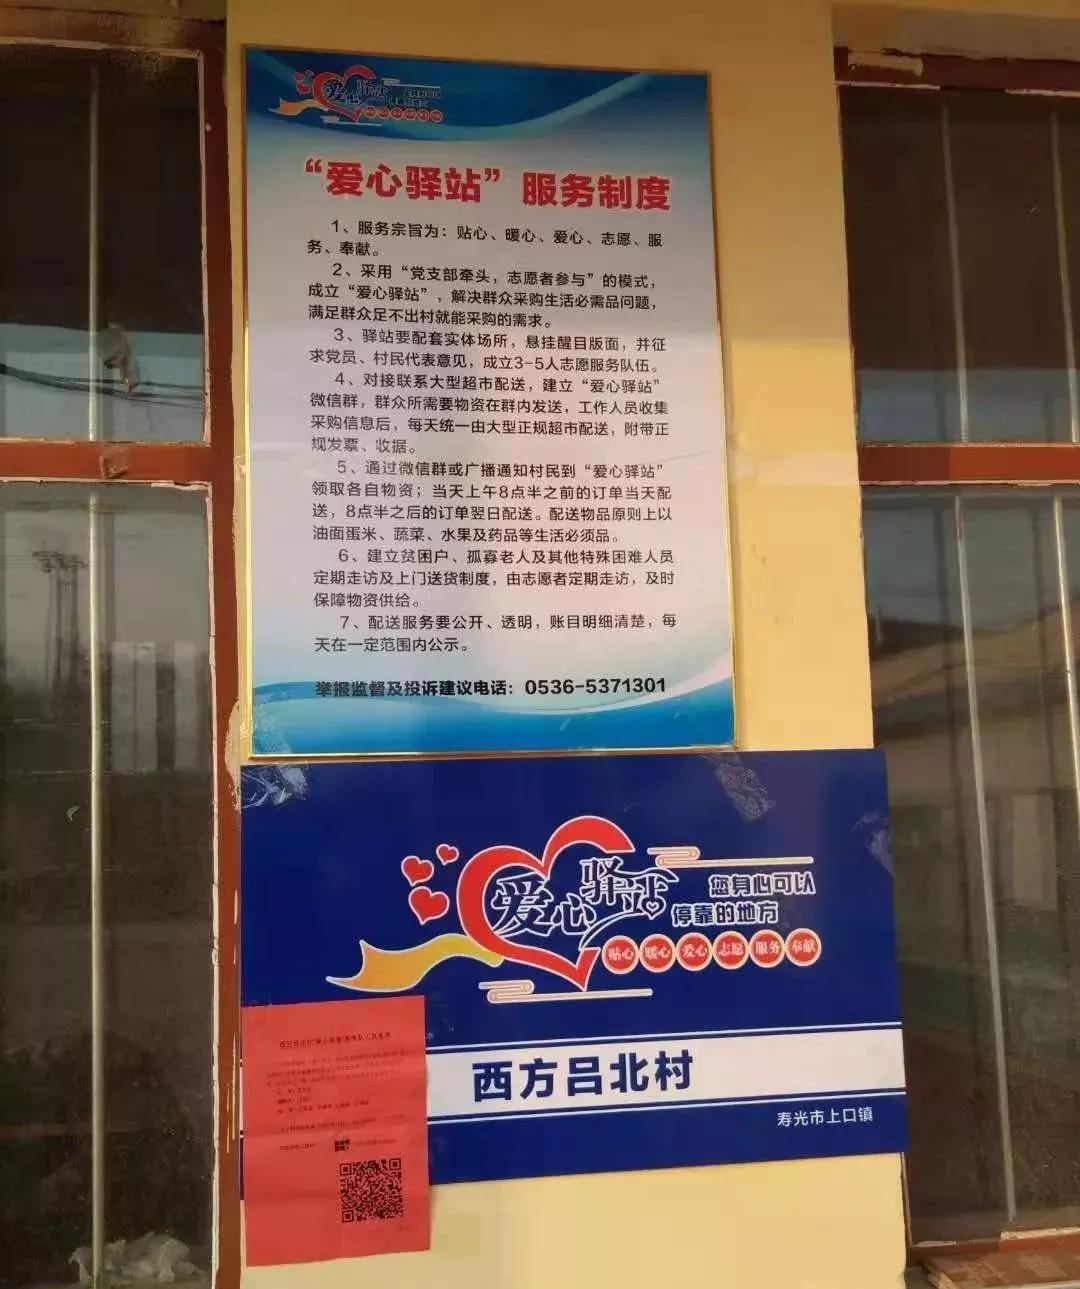 爱心驿站
“爱心驿站”服务制度
1、服务宗旨为：贴心、暖心、爱心、志愿、服
务、奉献。
2、采用“党支部牵头，志愿者参与”的模式，
成立“爱心驿站”，解决群众采购生活必需品问题，
满足群众足不出村就能采购的需求。
3、驿站要配套实体场所，悬挂醒目版面，并征
求党员、村民代表意见，成立3-5人志愿服务队伍。
4、对接联系大型超市配送，建立“爱心驿站”
微信群，群众所需要物资在群内发送，工作人员收集
采购信息后，每天统一由大型正规超市配送，附带正
规发票、收据。
5、通过微信群或广播通知村民到“爱心驿站”
领取各自物资；当天上午8点半之前的订单当天配
送，8点半之后的订单翌日配送。配送物品原则上以
油面蛋米、蔬菜、水果及药品等生活必须品。
6、建立贫困户、孤寡老人及其他特殊困难人员
定期走访及上门送货制度，由志愿者定期走访，及时
保障物资供给。
7、配送服务要公开、透明，账目明细清楚，每
天在一定范围内公示。
举报监督及投诉建议电话：0536-5371301
爱心驿站
您身心可以
停靠的地方
贴心 暖心 爱心 志愿 服务 奉献
西方吕北村
寿光市上口镇